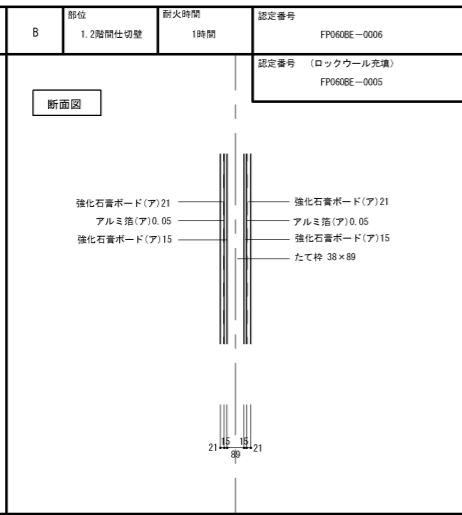 B
部位
1.2階間仕切壁
耐火時間
1時間
認定番号
FP060BE－0006
認定番号 （ロックウール充填）
FP060BE－0005
断面図
強化石膏ボード(ア)21
アルミ箔(ア)0.05
強化石膏ボード(ア)15
強化石膏ボード(ア)21
アルミ箔(ア)0.05
強化石膏ボード(ア)15
たて枠 38×89
21 15 15 21
89